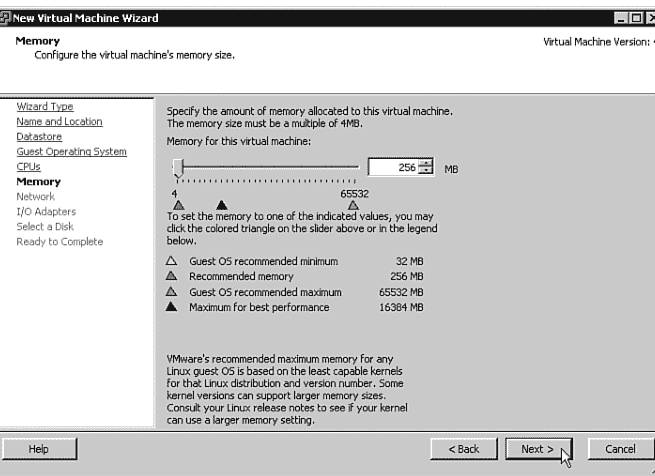 New Virtual Machine Wizard
Memory
Configure the virtual machine's memory size.
Virtual Machine Version:
Wizard Type
Name and Location
Datastore
Guest Operating System
CPUs
Memory
Network
I/O Adapters
Select a Disk
Ready to Complete
Specify the amount of memory allocated to this virtual machine.
The memory size must be a multiple of 4MB.
Memory for this virtual machine:
256 MB
4 65532
To set the memory to one of the indicated values, you may
click the colored triangle on the slider above or in the legend
below.
Guest OS recommended minimum 32 MB
Recommended memory 256 MB
Guest OS recommended maximum 65532 MB
Maximum for best performance 16384 MB
VMware's recommended maximum memory for any
Linux guest OS is based on the least capable kernels
for that Linux distribution and version number. Some
kernel versions can support larger memory sizes.
Consult your Linux release notes to see if your kernel
can use a larger memory setting.
Help
< Back
Next >
Cancel